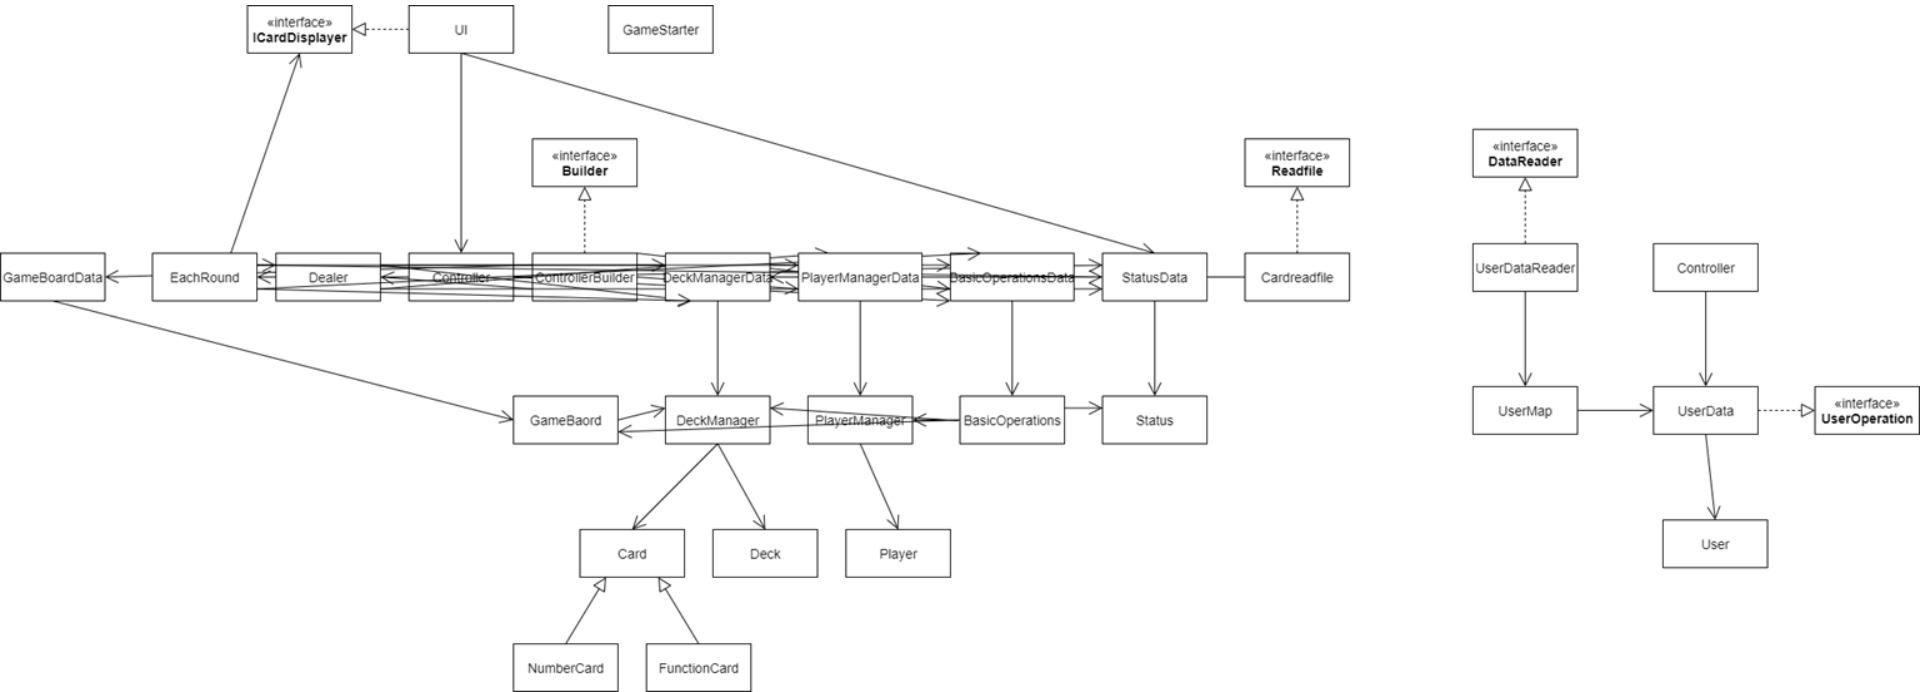 «interface»
ICardDisplayer
UI
GameStarter
«interface»
Builder
«interface»
Readfile
«interface»
DataReader
GameBoardData
EachRound
Dealer
Controller
ControllerBuilder
DeckManagerData
PlayerManagerData
BasicOperationsData
StatusData
Cardreadfile
UserDataReader
Controller
GameBaord
DeckManager
PlayerManager
BasicOperations
Status
UserMap
UserData
«interface»
UserOperation
Card
Deck
Player
User
NumberCard
FunctionCard